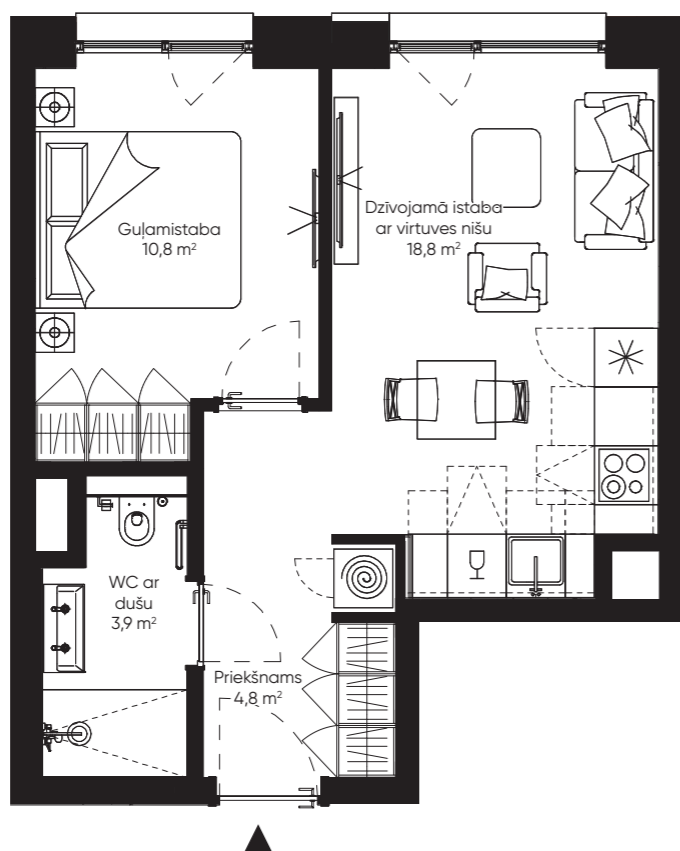 Guļamistaba
10,8 m²
Dzīvojamā istaba
ar virtuves nišu
18,8 m²
WC ar
dušu
3,9 m²
Priekšnams
4,8 m²